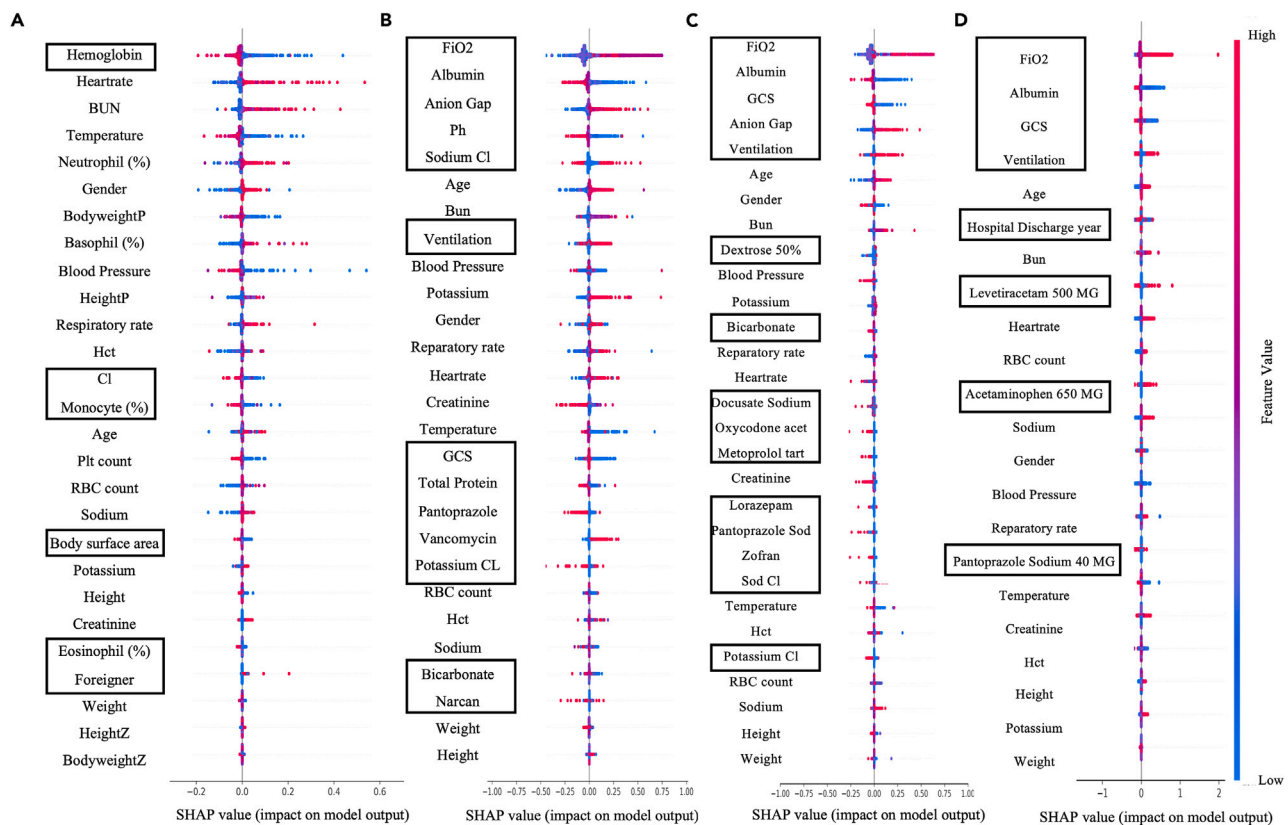 A
Hemoglobin
Heartrate
BUN
Temperature
Neutrophil (%)
Gender
BodyweightP
Basophil (%)
Blood Pressure
HeightP
Respiratory rate
Hct
Cl
Monocyte (%)
Age
Plt count
RBC count
Sodium
Body surface area
Potassium
Height
Creatinine
Eosinophil (%)
Foreigner
Weight
HeightZ
BodyweightZ
−0.2 0.0 0.2 0.4 0.6
SHAP value (impact on model output)
B
FiO2
Albumin
Anion Gap
Ph
Sodium Cl
Age
Bun
Ventilation
Blood Pressure
Potassium
Gender
Reparatory rate
Heartrate
Creatinine
Temperature
GCS
Total Protein
Pantoprazole
Vancomycin
Potassium CL
RBC count
Hct
Sodium
Bicarbonate
Narcan
Weight
Height
−1.00 −0.75 −0.50 −0.25 0.00 0.25 0.50 0.75 1.00
SHAP value (impact on model output)
C
FiO2
Albumin
GCS
Anion Gap
Ventilation
Age
Gender
Bun
Dextrose 50%
Blood Pressure
Potassium
Bicarbonate
Reparatory rate
Heartrate
Docusate Sodium
Oxycodone acet
Metoprolol tart
Creatinine
Lorazepam
Pantoprazole Sod
Zofran
Sod Cl
Temperature
Hct
Potassium Cl
RBC count
Sodium
Height
Weight
−1.00 −0.75 −0.50 −0.25 0.00 0.25 0.50 0.75 1.00
SHAP value (impact on model output)
D
FiO2
Albumin
GCS
Ventilation
Age
Hospital Discharge year
Bun
Levetiracetam 500 MG
Heartrate
RBC count
Acetaminophen 650 MG
Sodium
Gender
Blood Pressure
Reparatory rate
Pantoprazole Sodium 40 MG
Temperature
Creatinine
Hct
Height
Potassium
Weight
−1 0 1 2
SHAP value (impact on model output)
High
Feature Value
Low